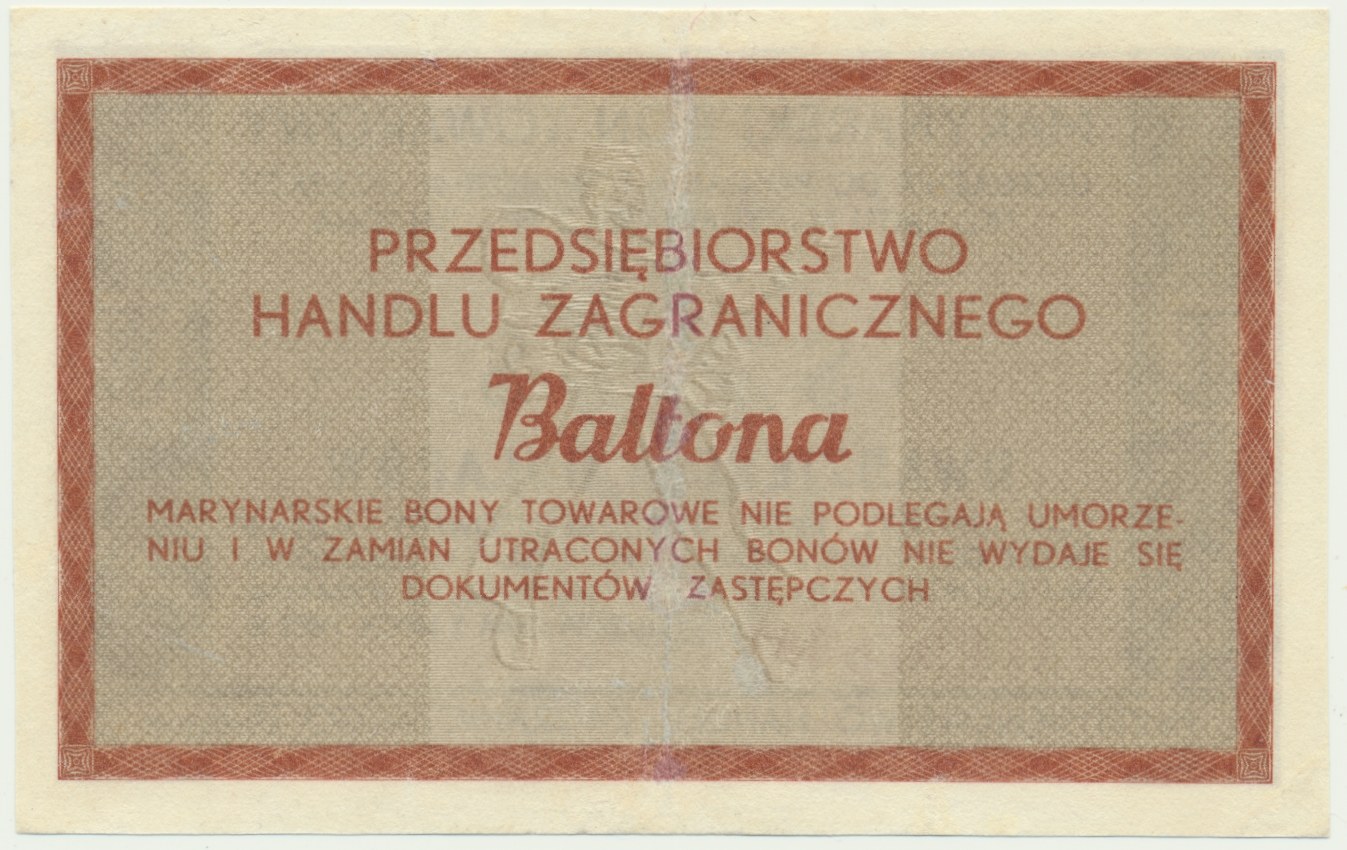 PRZEDSIĘBIORSTWO
HANDLU ZAGRANICZNEGO
Baltona
MARYNARSKIE BONY TOWAROWE NIE PODLEGAJĄ UMORZE-
NIU I W ZAMIAN UTRACONYCH BONÓW NIE WYDAJE SIĘ
DOKUMENTÓW ZASTĘPCZYCH